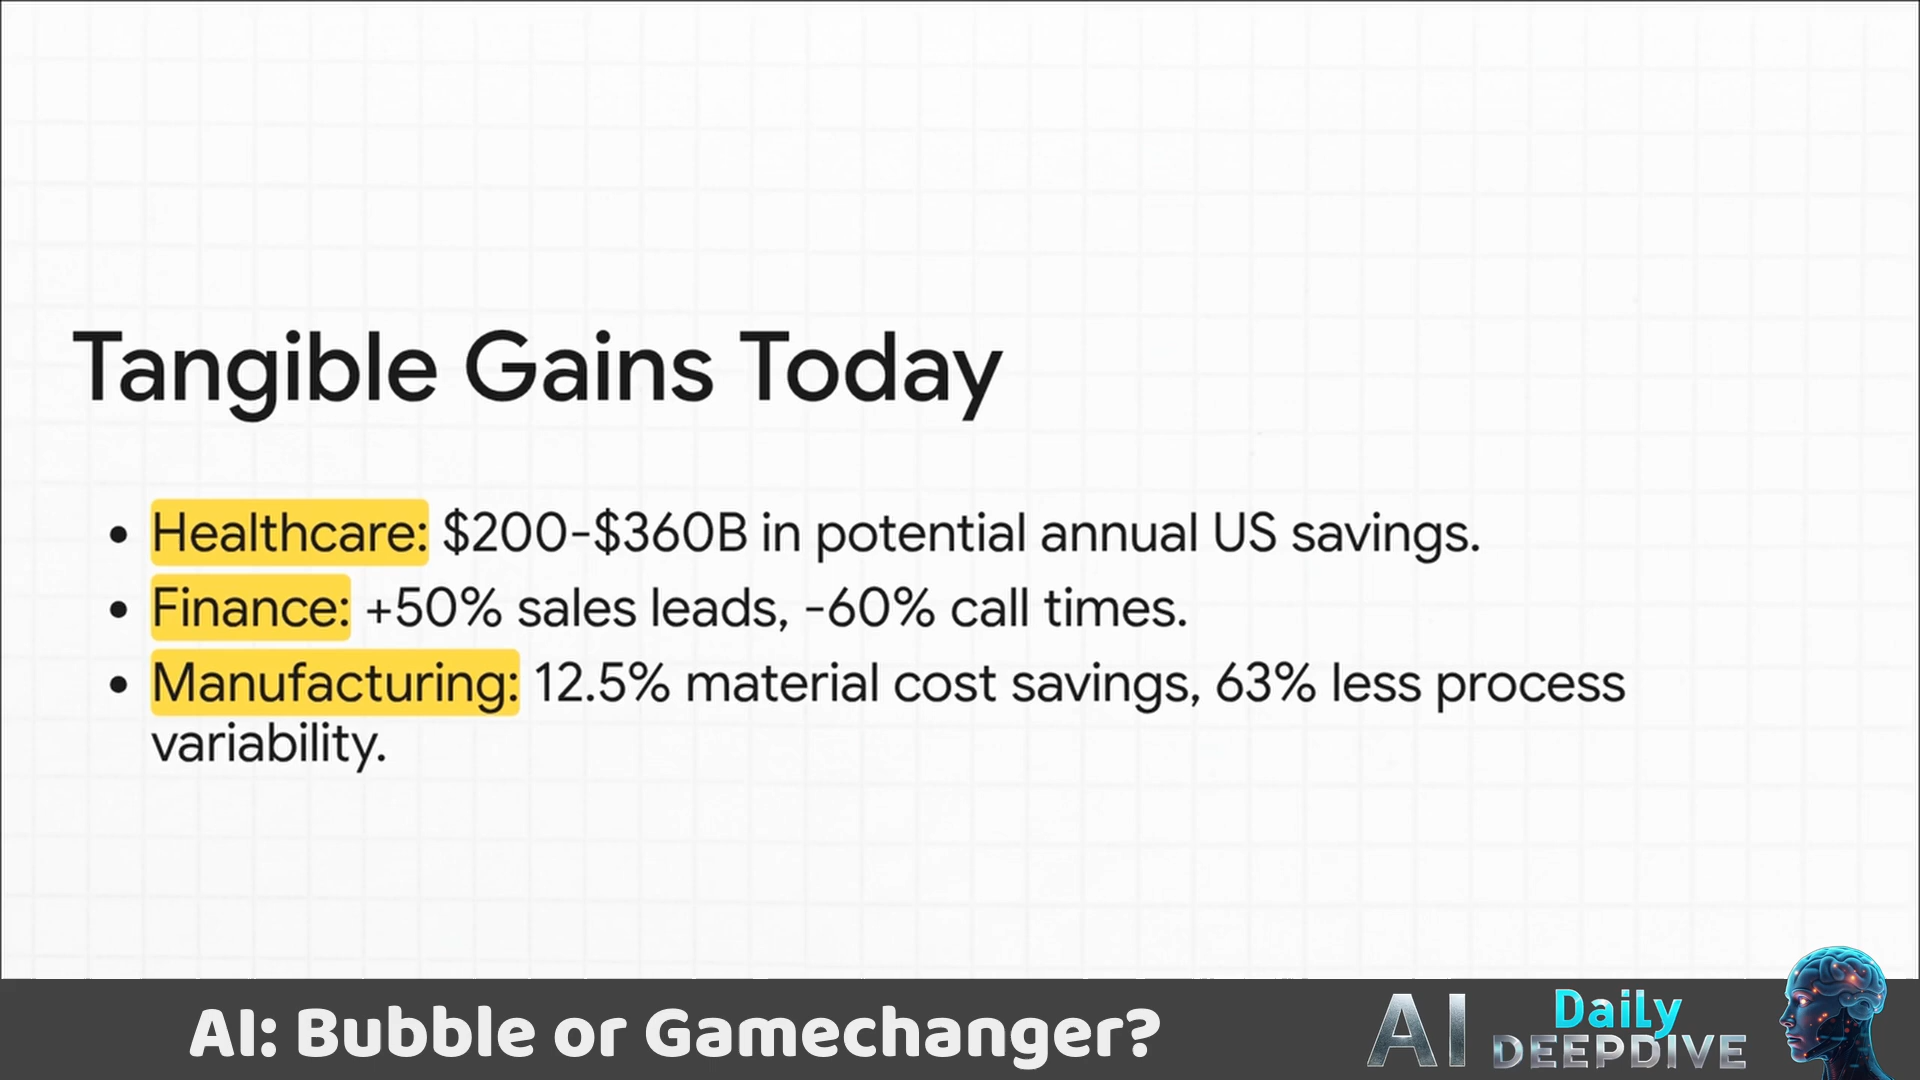 Tangible Gains Today
• Healthcare: $200-$360B in potential annual US savings.
• Finance: +50% sales leads, -60% call times.
• Manufacturing: 12.5% material cost savings, 63% less process
variability.
AI: Bubble or Gamechanger?
AI Daily
DEEPDIVE